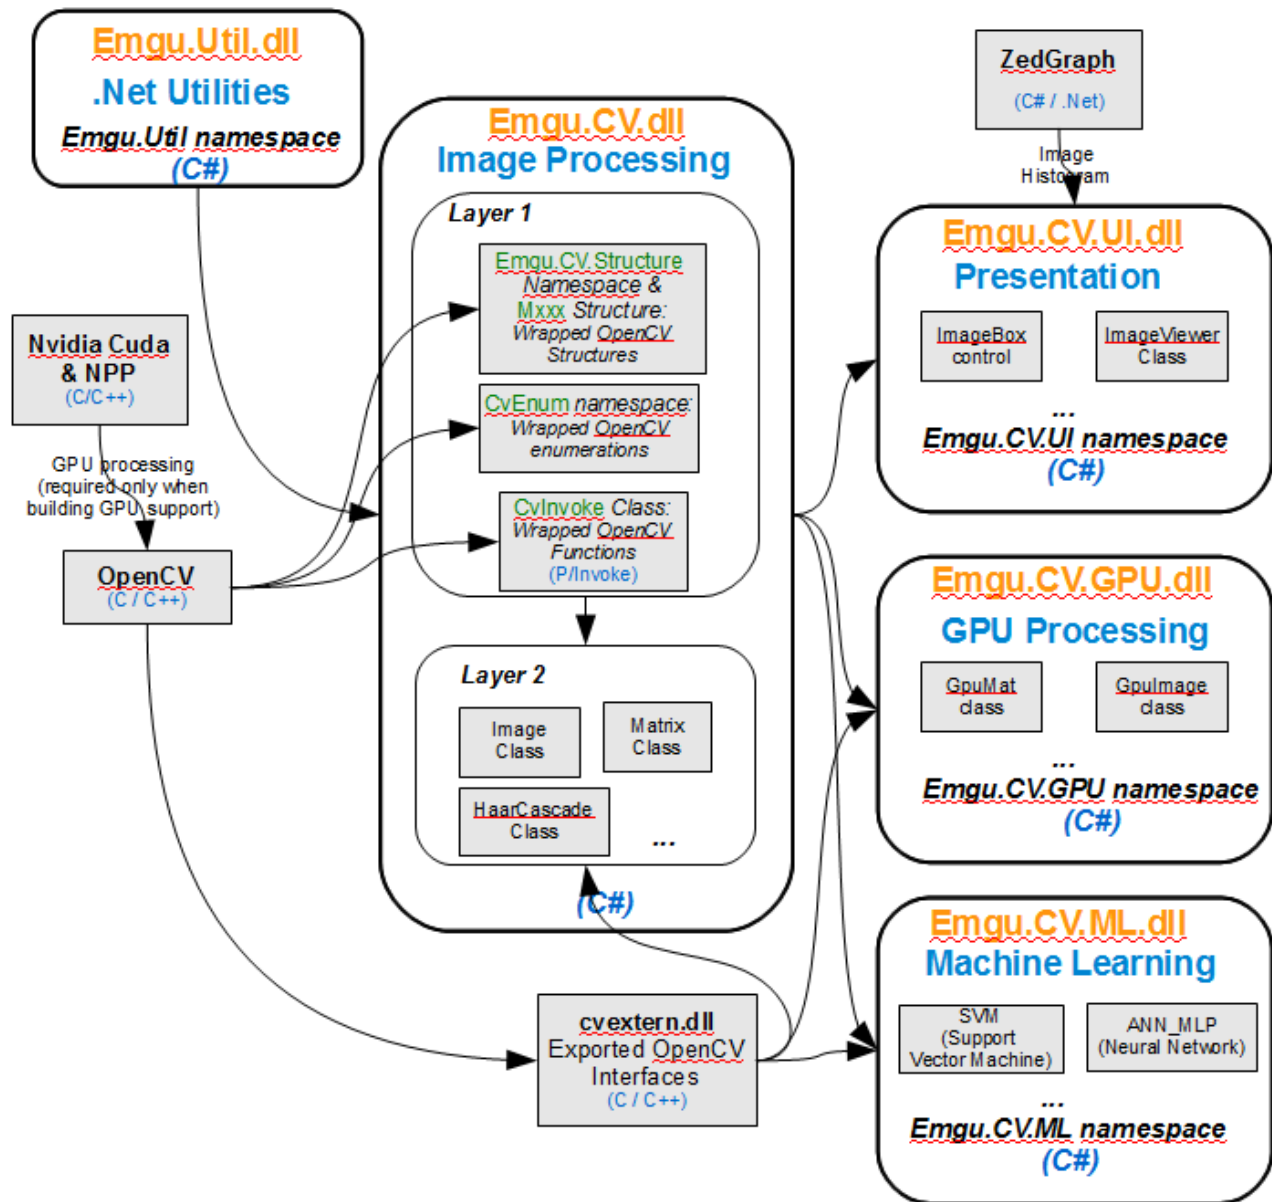 Emgu.Util.dll
.Net Utilities
Emgu.Util namespace
(C#)
Nvidia Cuda
& NPP
(C/C++)
GPU processing
(required only when
building GPU support)
OpenCV
(C / C++)
Emgu.CV.dll
Image Processing
Layer 1
Emgu.CV.Structure
Namespace &
Mxxx Structure:
Wrapped OpenCV
Structures
CvEnum namespace:
Wrapped OpenCV
enumerations
CvInvoke Class:
Wrapped OpenCV
Functions
(P/Invoke)
Layer 2
Image
Class
Matrix
Class
HaarCascade
Class
...
(C#)
cvextern.dll
Exported OpenCV
Interfaces
(C / C++)
ZedGraph
(C# / .Net)
Image
Histogram
Emgu.CV.UI.dll
Presentation
ImageBox
control
ImageViewer
Class
...
Emgu.CV.UI namespace
(C#)
Emgu.CV.GPU.dll
GPU Processing
GpuMat
class
GpuImage
class
...
Emgu.CV.GPU namespace
(C#)
Emgu.CV.ML.dll
Machine Learning
SVM
(Support
Vector Machine)
ANN_MLP
(Neural Network)
...
Emgu.CV.ML namespace
(C#)